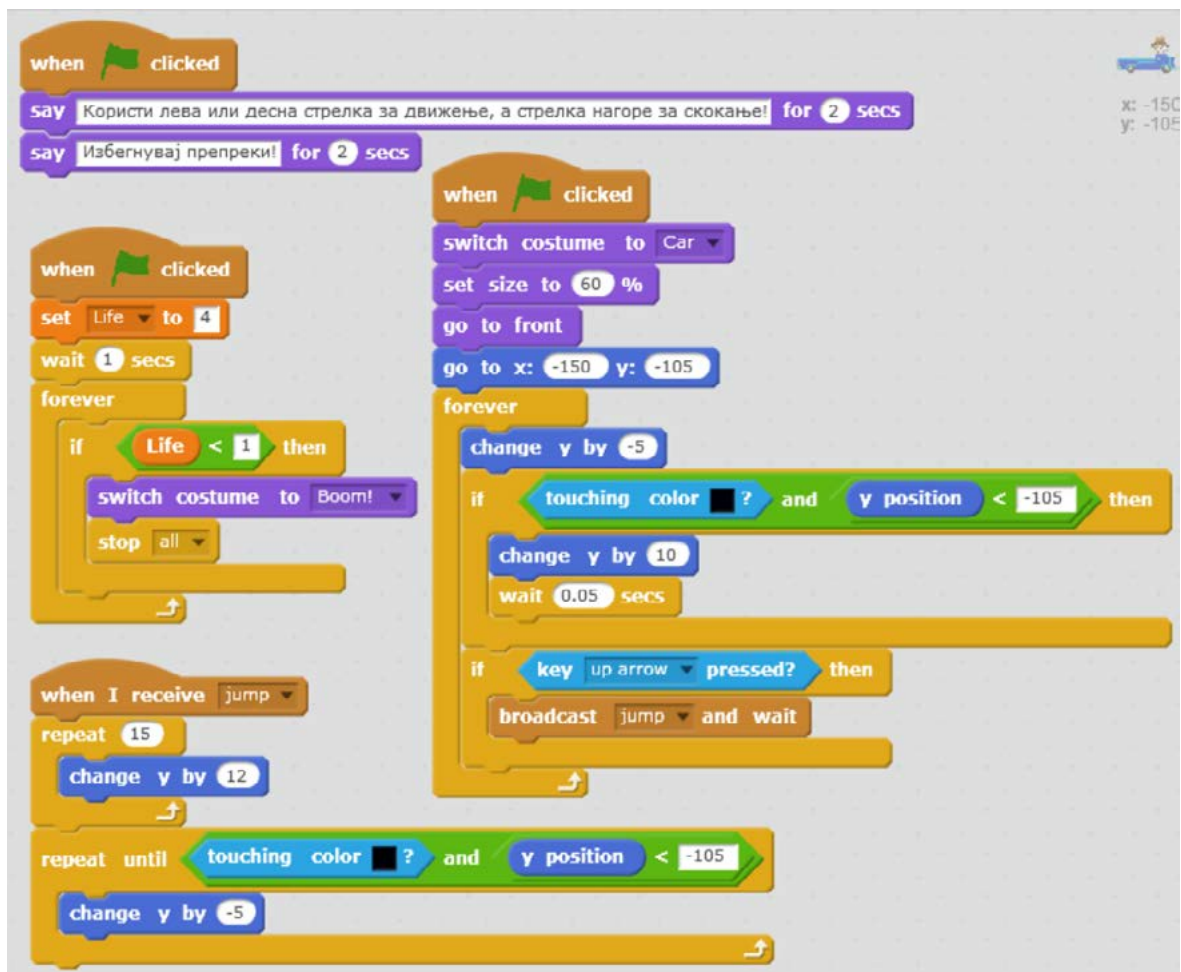 when clicked
say Користи лева или десна стрелка за движење, а стрелка нагоре за скокање! for 2 secs
say Избегнувај препреки! for 2 secs
x: -150
y: -105
when clicked
set Life to 4
wait 1 secs
forever
if Life < 1 then
switch costume to Boom!
stop all
when I receive jump
repeat 15
change y by 12
repeat until touching color ? and y position < -105
change y by -5
when clicked
switch costume to Car
set size to 60 %
go to front
go to x: -150 y: -105
forever
change y by -5
if touching color ? and y position < -105 then
change y by 10
wait 0.05 secs
if key up arrow pressed? then
broadcast jump and wait